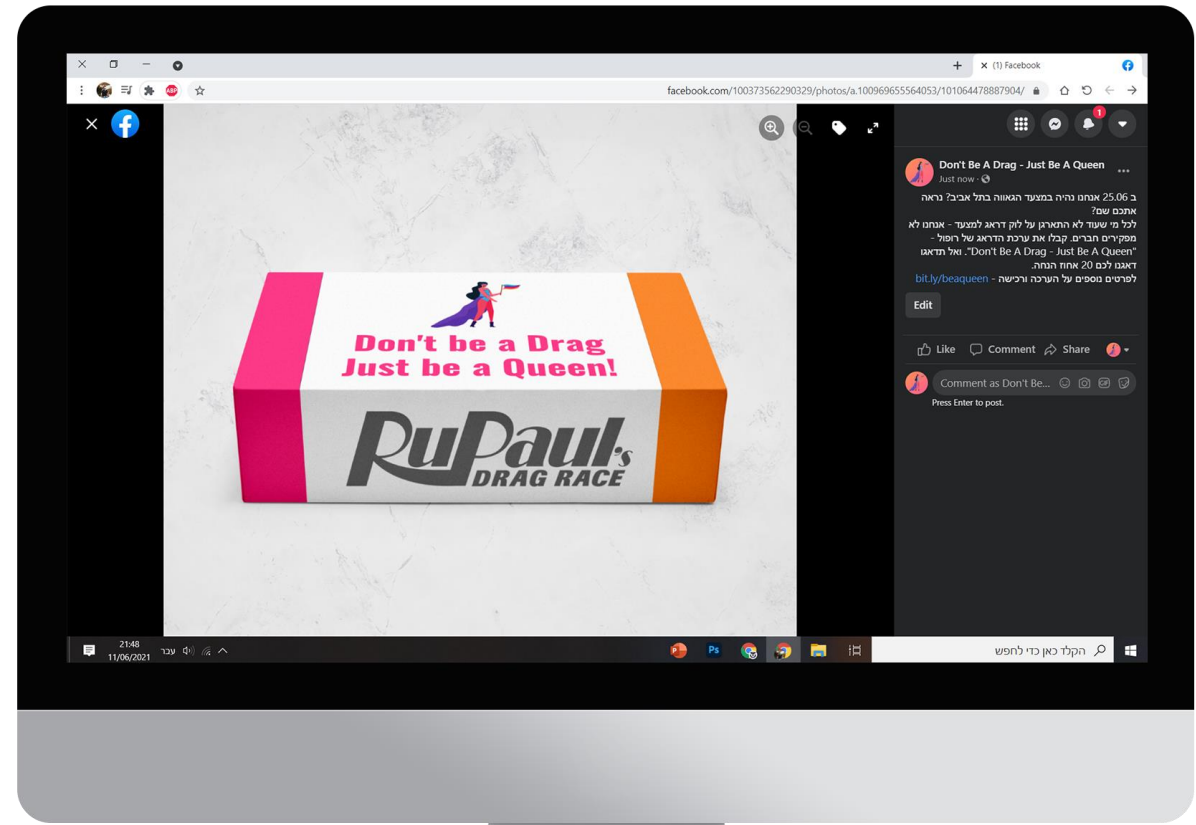 (1) Facebook
facebook.com/100373562290329/photos/a.100969655564053/101064478887904/
1
Don't Be A Drag - Just Be A Queen
Just now ·
ב 25.06 אנחנו נהיה במצעד הגאווה בתל אביב? נראה
אתכם שם?
לכל מי שעוד לא התארגן על לוק דראג למצעד - אנחנו לא
מפקירים חברים. קבלו את ערכת הדראג של רופול -
"Don't Be A Drag - Just Be A Queen". ואל תדאגו
דאגנו לכם 20 אחוז הנחה.
לפרטים נוספים על הערכה ורכישה - bit.ly/beaqueen
Edit
Like Comment Share
Comment as Don't Be...
GIF
Press Enter to post.
Don't be a Drag
Just be a Queen!
RuPaul's
DRAG RACE
ABP
הקלד כאן כדי לחפש
Ps
P
עבר
21:48
11/06/2021